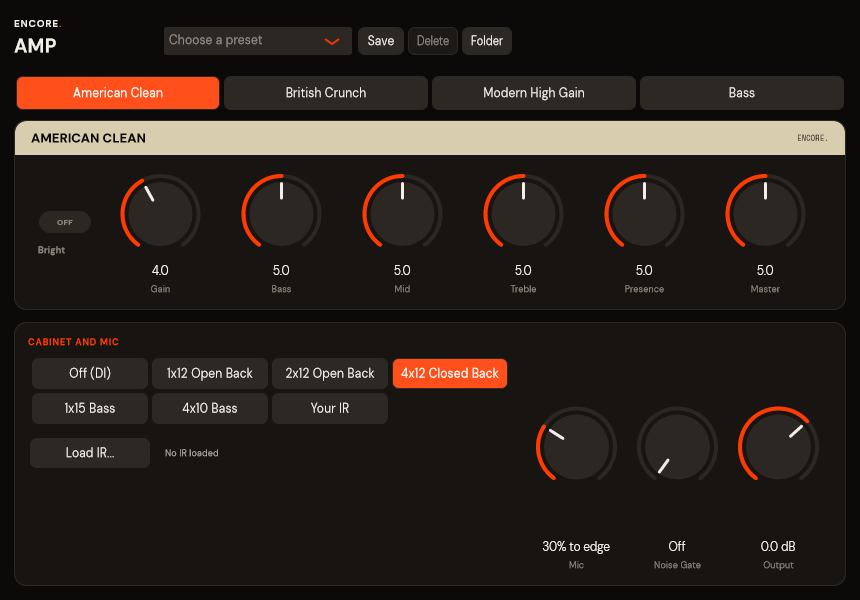 ENCORE.
AMP
Choose a preset
Save
Delete
Folder
American Clean
British Crunch
Modern High Gain
Bass
AMERICAN CLEAN
ENCORE.
OFF
Bright
4.0
Gain
5.0
Bass
5.0
Mid
5.0
Treble
5.0
Presence
5.0
Master
CABINET AND MIC
Off (DI)
1x12 Open Back
2x12 Open Back
4x12 Closed Back
1x15 Bass
4x10 Bass
Your IR
Load IR...
No IR loaded
30% to edge
Mic
Off
Noise Gate
0.0 dB
Output